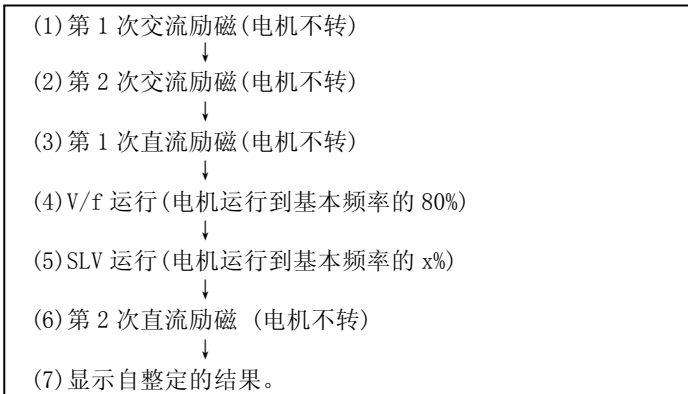 (1)第1次交流励磁(电机不转)
↓
(2)第2次交流励磁(电机不转)
↓
(3)第1次直流励磁(电机不转)
↓
(4)V/f 运行(电机运行到基本频率的 80%)
↓
(5)SLV 运行(电机运行到基本频率的 x%)
↓
(6)第2次直流励磁 (电机不转)
↓
(7)显示自整定的结果。